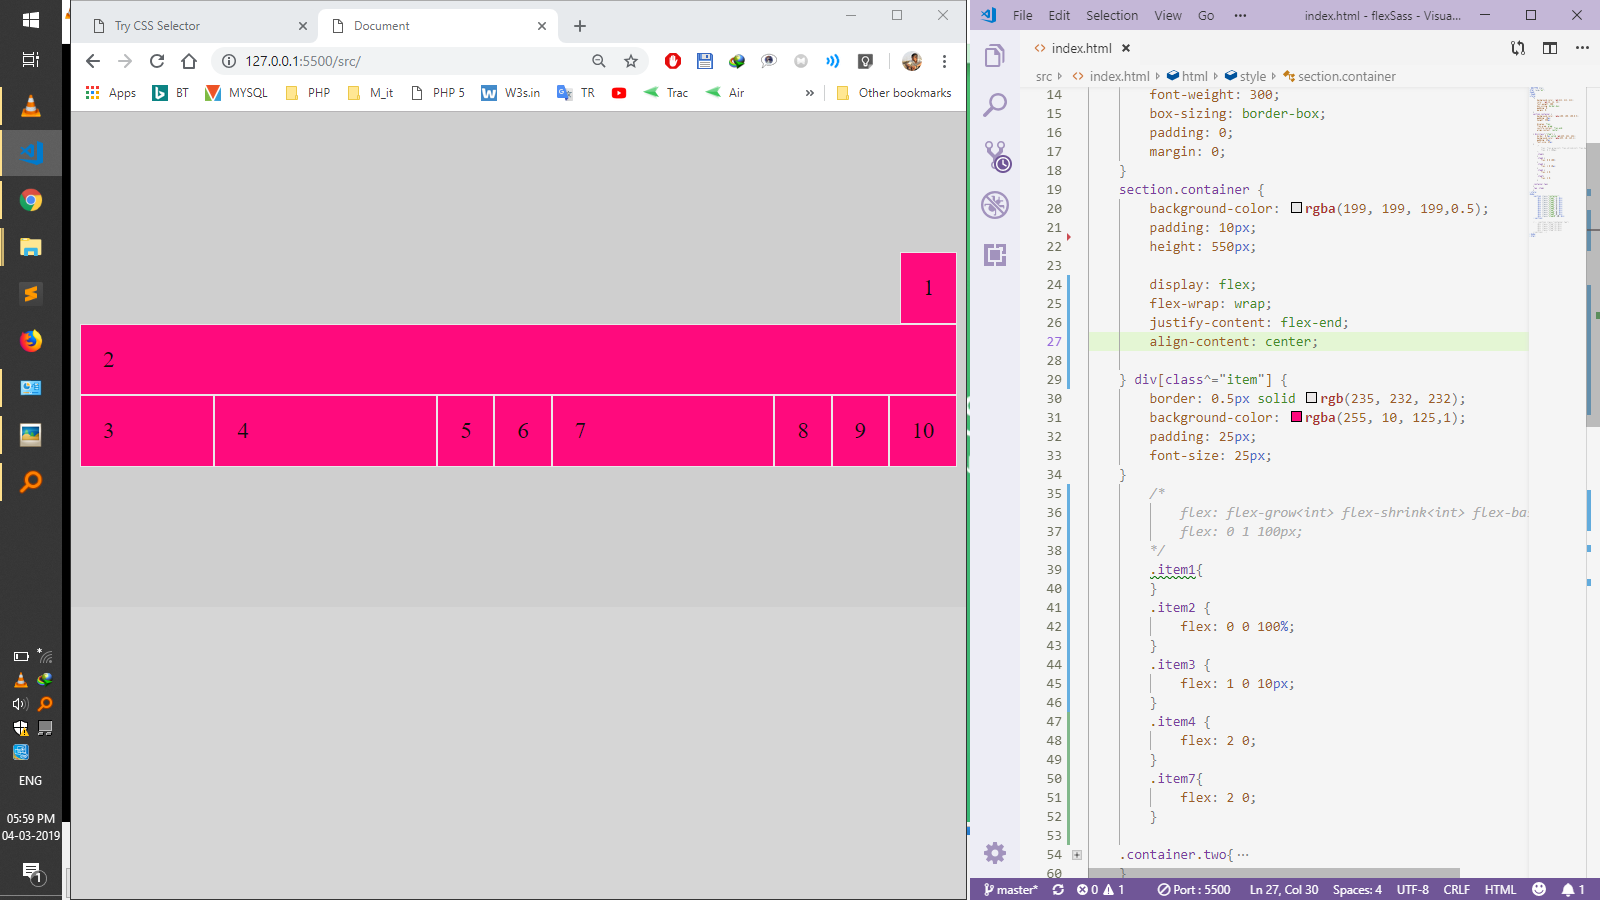 Try CSS Selector
Document
127.0.0.1:5500/src/
Apps
BT
MYSQL
PHP
M_it
PHP 5
W3s.in
TR
Trac
Air
»
Other bookmarks
1
2
3 4 5 6 7 8 9 10
ENG
05:59 PM
04-03-2019
1
File Edit Selection View Go ••• index.html - flexSass - Visua...
<> index.html ×
src <> index.html html style section.container
14 font-weight: 300;
15 box-sizing: border-box;
16 padding: 0;
17 margin: 0;
18 }
19 section.container {
20 background-color: rgba(199, 199, 199,0.5);
21 padding: 10px;
22 height: 550px;
23
24 display: flex;
25 flex-wrap: wrap;
26 justify-content: flex-end;
27 align-content: center;
28
29 } div[class^="item"] {
30 border: 0.5px solid rgb(235, 232, 232);
31 background-color: rgba(255, 10, 125,1);
32 padding: 25px;
33 font-size: 25px;
34 }
35 /*
36 flex: flex-grow<int> flex-shrink<int> flex-ba
37 flex: 0 1 100px;
38 */
39 .item1{
40 }
41 .item2 {
42 flex: 0 0 100%;
43 }
44 .item3 {
45 flex: 1 0 10px;
46 }
47 .item4 {
48 flex: 2 0;
49 }
50 .item7{
51 flex: 2 0;
52 }
53
54 .container.two{ ⋯
60 }
master* 0 1 Port : 5500 Ln 27, Col 30 Spaces: 4 UTF-8 CRLF HTML 1